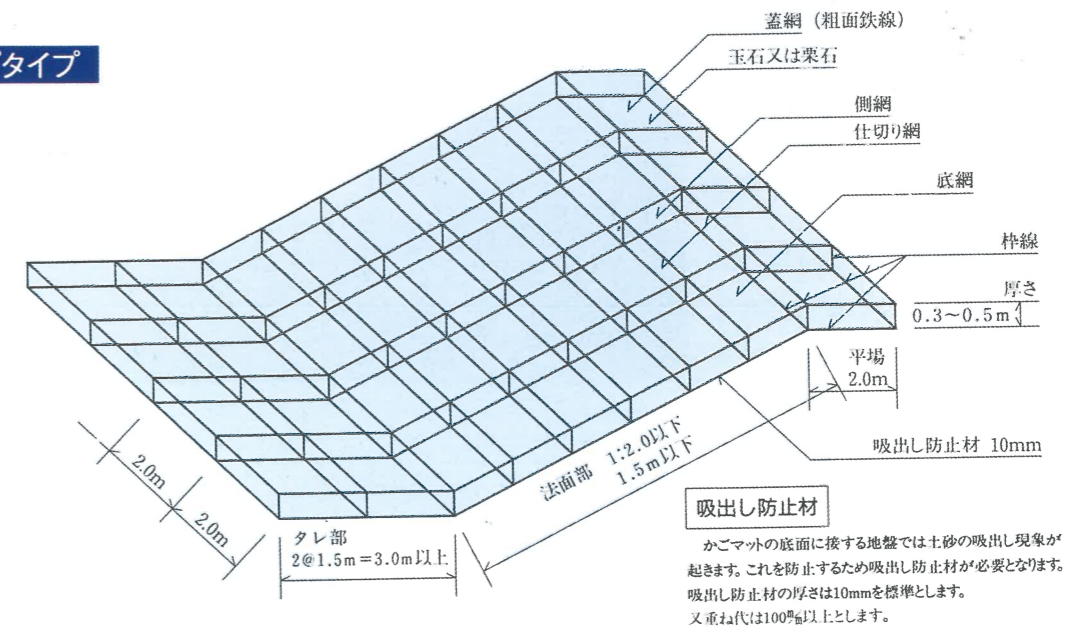 タイプ
蓋網（粗面鉄線）
玉石又は栗石
側網
仕切り網
底網
枠線
厚さ
0.3〜0.5m
平場
2.0m
吸出し防止材 10mm
法面部 1:2.0以下
1.5m以下
2.0m
2.0m
タレ部
2@1.5m=3.0m以上
吸出し防止材
かごマットの底面に接する地盤では土砂の吸出し現象が
起きます。これを防止するため吸出し防止材が必要となります。
吸出し防止材の厚さは10mmを標準とします。
又重ね代は100㎜以上とします。